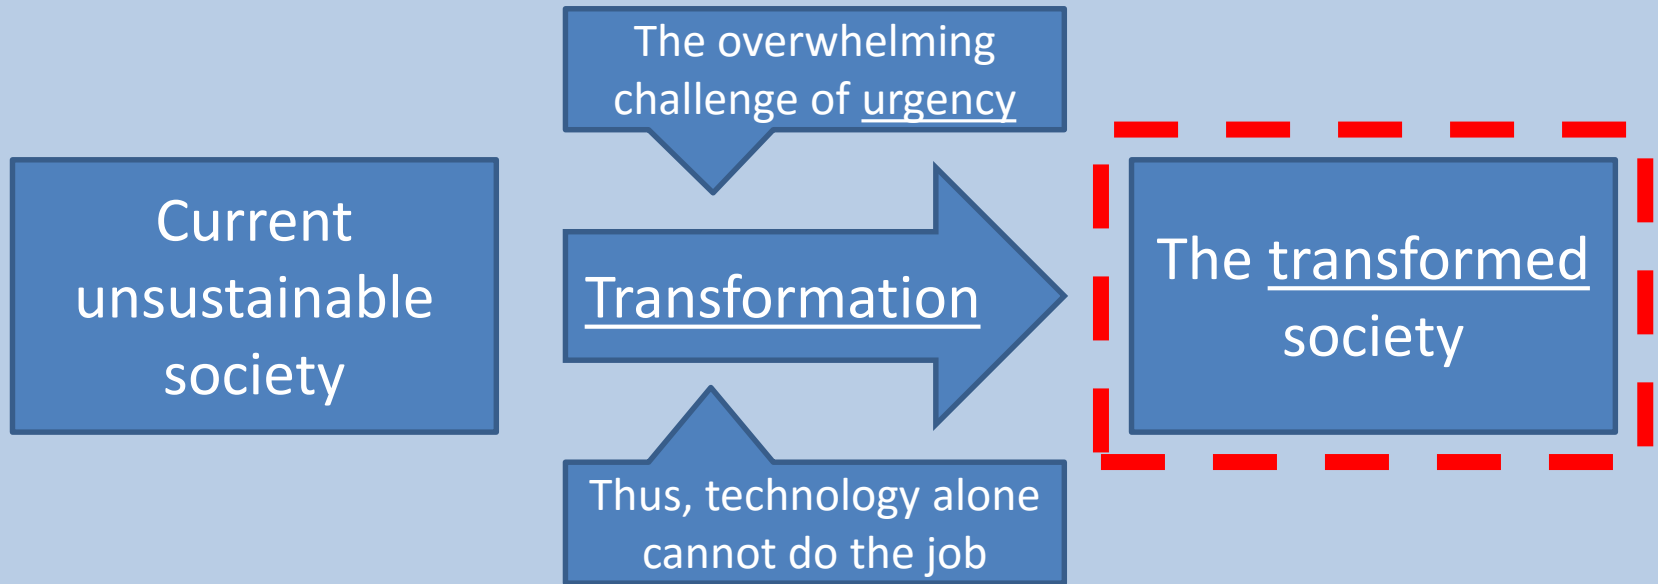 The overwhelming
challenge of urgency
Current
unsustainable
society
Transformation
The transformed
society
Thus, technology alone
cannot do the job